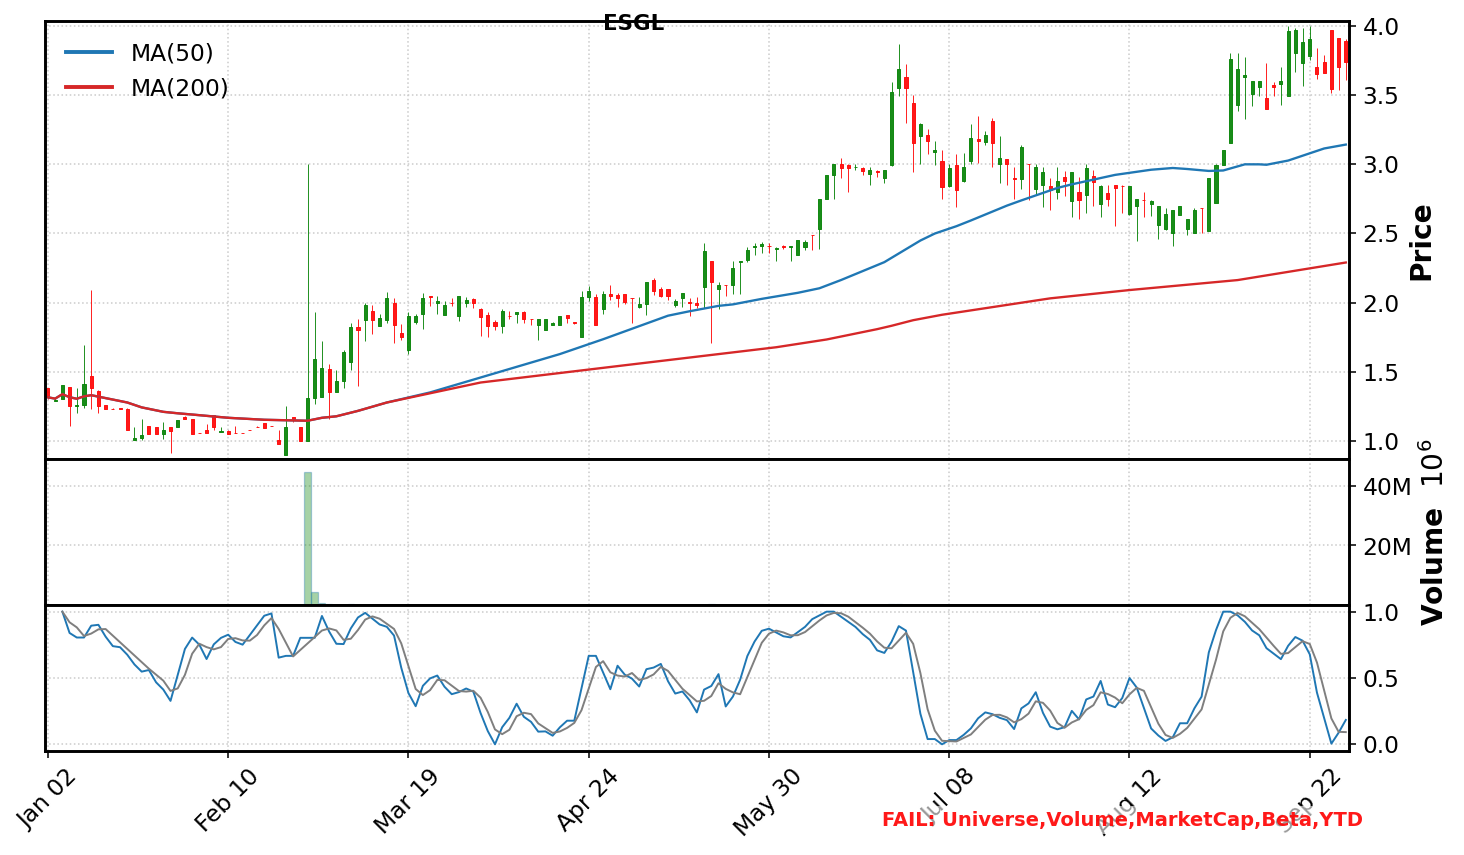 ESGL
MA(50)
MA(200)
4.0
3.5
3.0
2.5
2.0
1.5
1.0
Price
40M
20M
Volume 10^6
1.0
0.5
0.0
Jan 02
Feb 10
Mar 19
Apr 24
May 30
Jul 08
Aug 12
Sep 22
FAIL: Universe,Volume,MarketCap,Beta,YTD